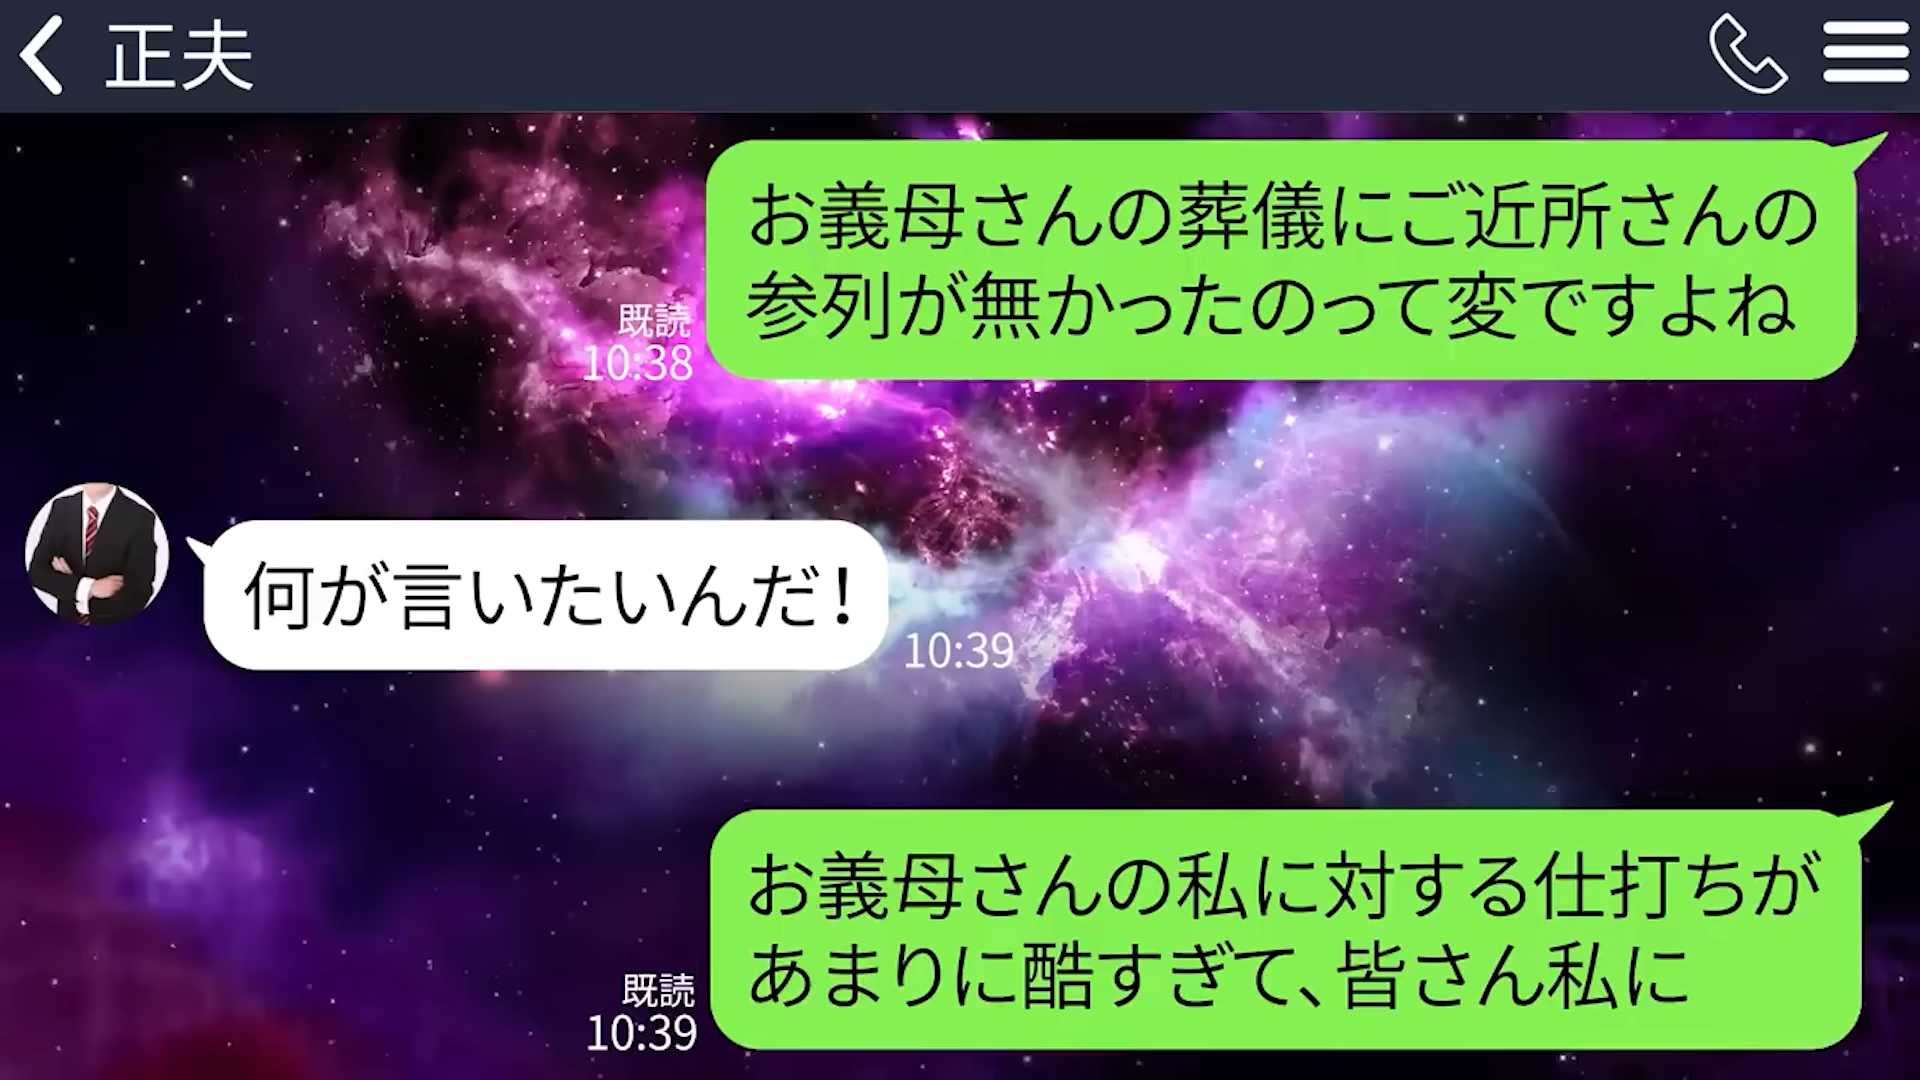 正夫
お義母さんの葬儀にご近所さんの
参列が無かったのって変ですよね
既読
10:38
何が言いたいんだ！
10:39
お義母さんの私に対する仕打ちが
あまりに酷すぎて、皆さん私に
既読
10:39